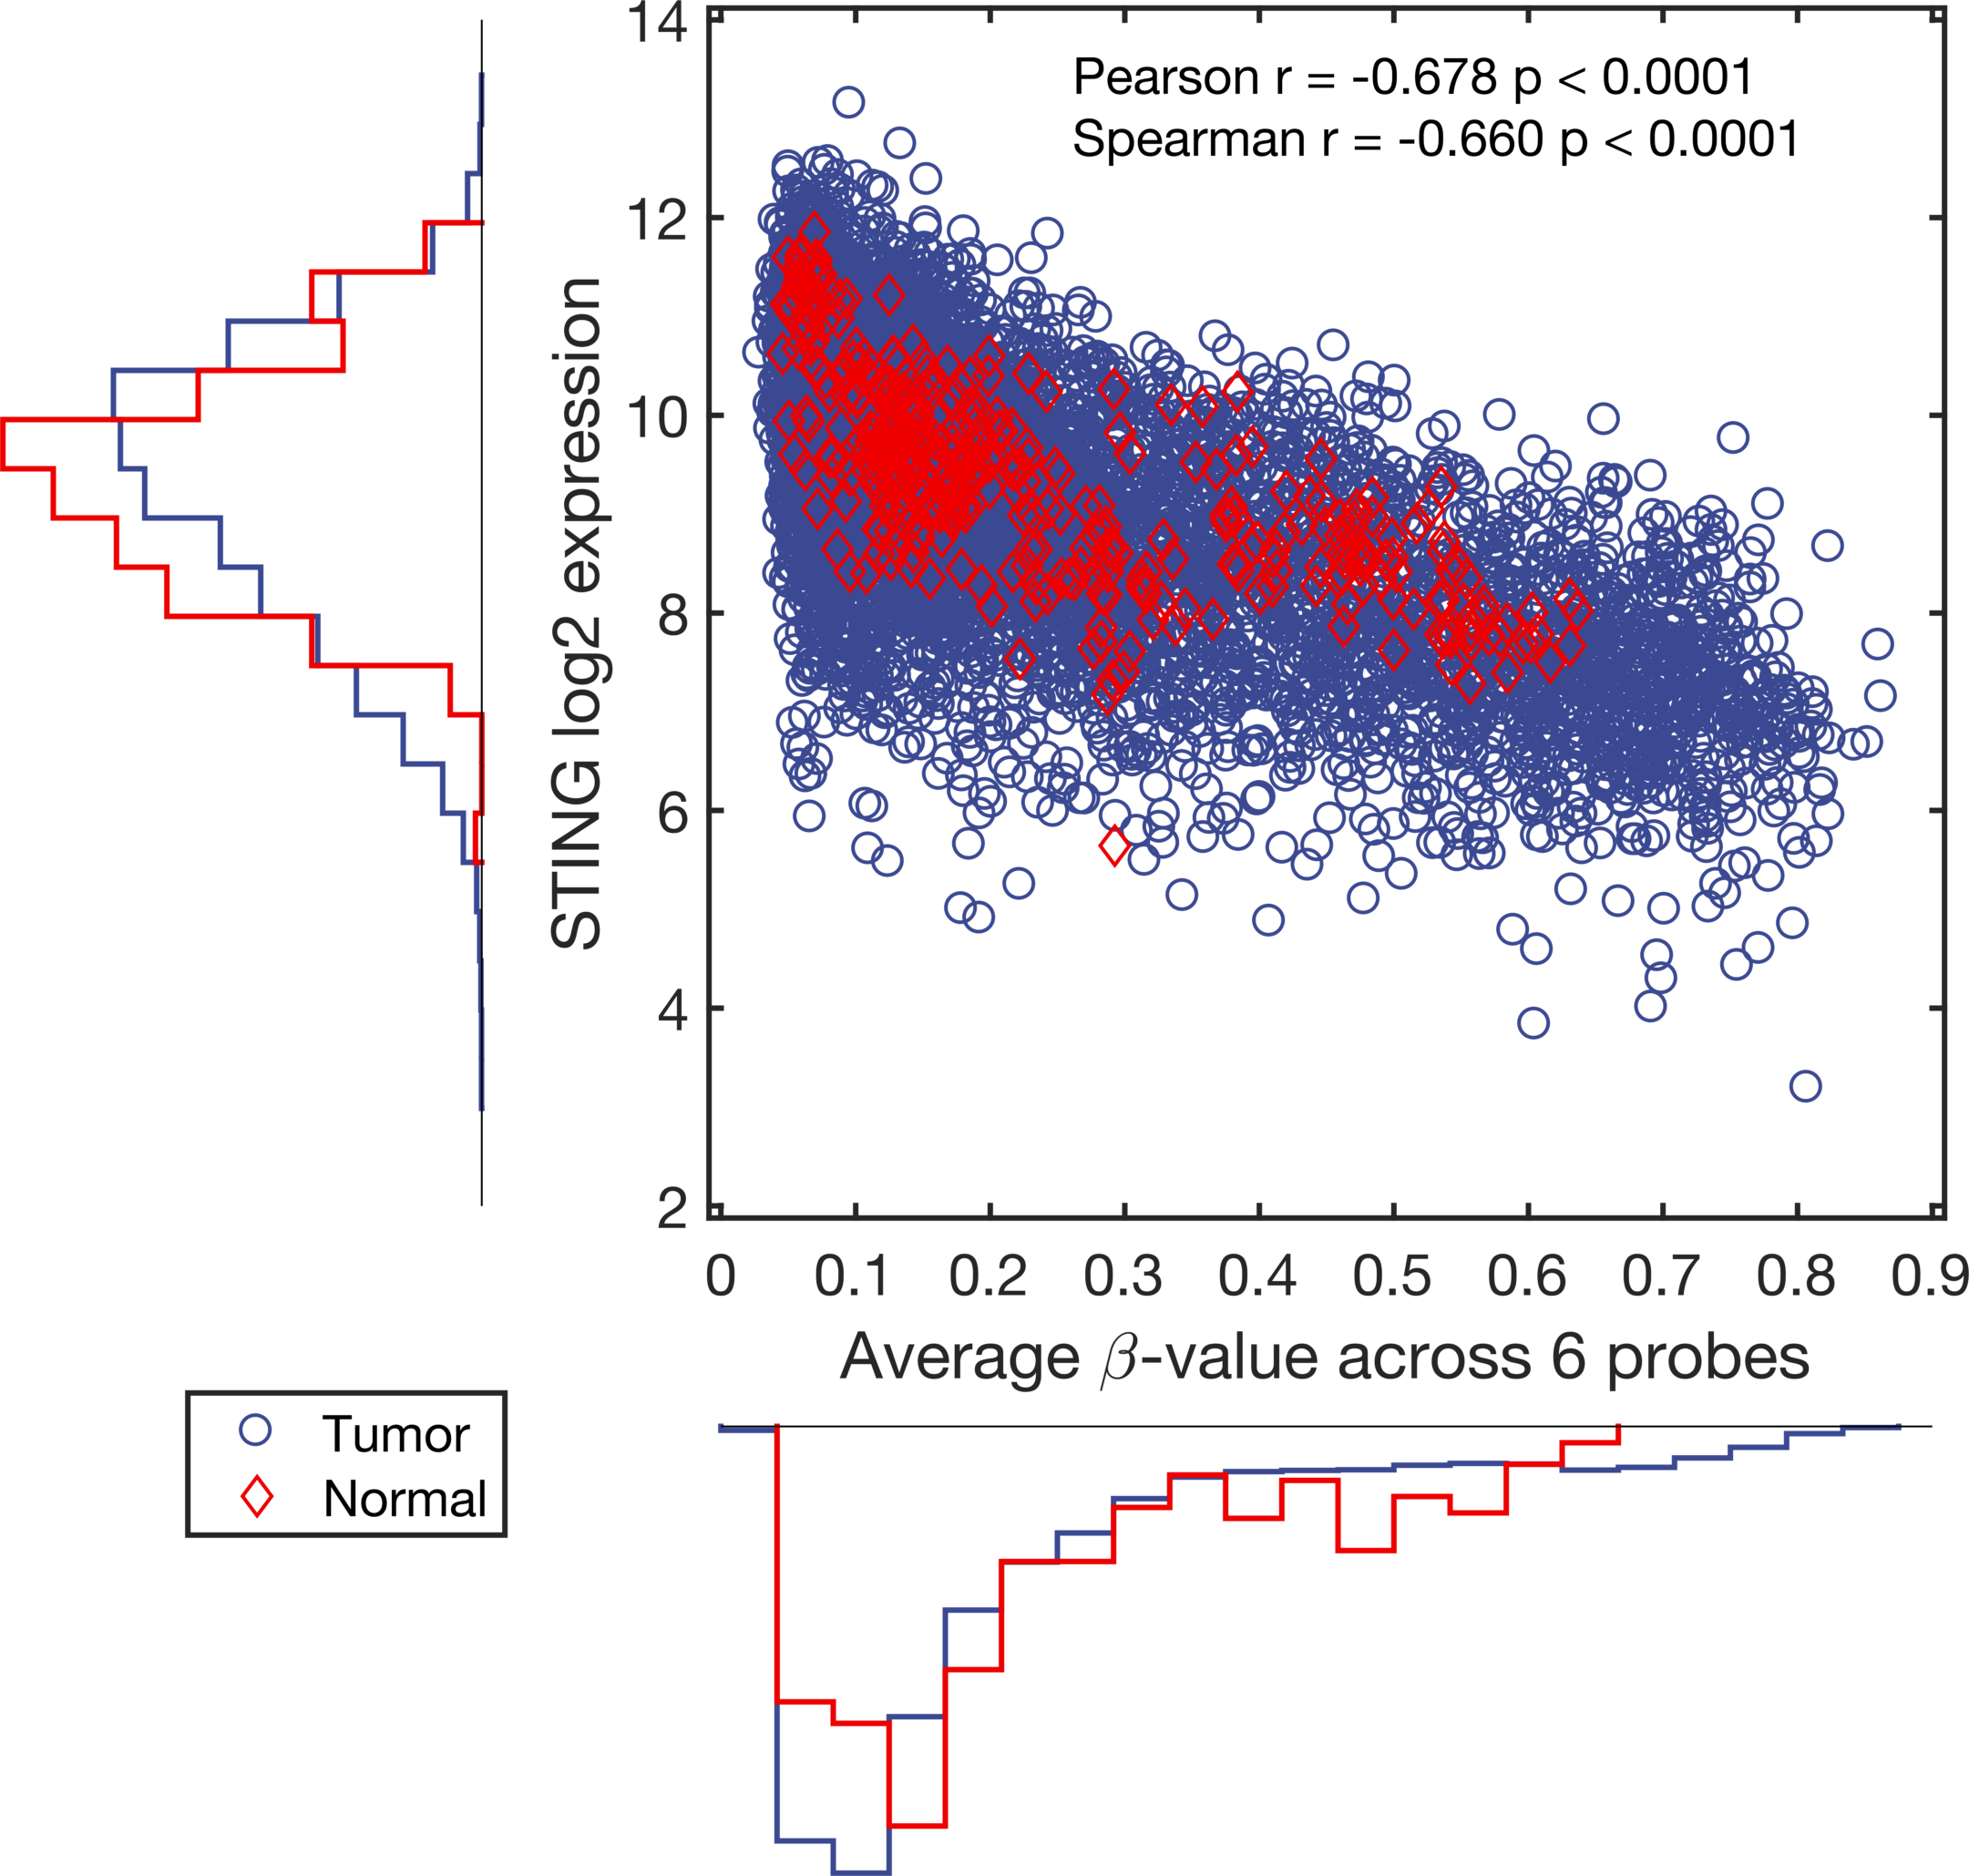 Pearson r = -0.678 p < 0.0001
Spearman r = -0.660 p < 0.0001
14
12
10
8
6
4
2
STING log2 expression
0 0.1 0.2 0.3 0.4 0.5 0.6 0.7 0.8 0.9
Average β-value across 6 probes
Tumor
Normal